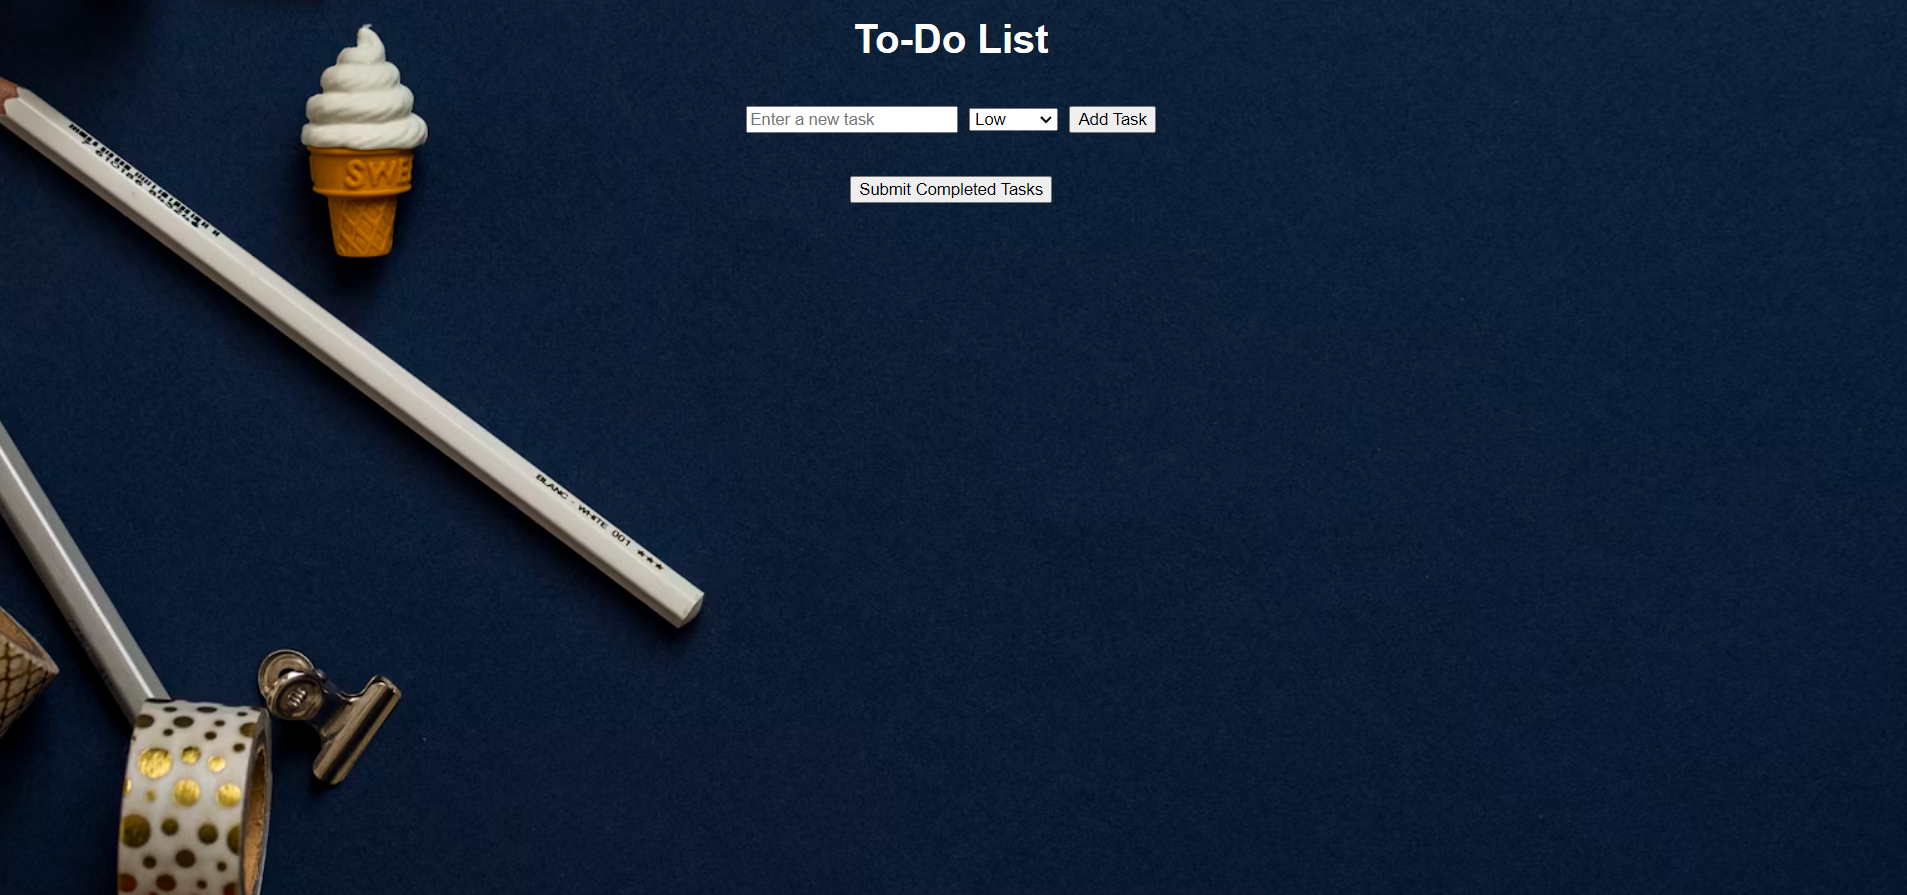 To-Do List
Enter a new task
Low
Add Task
Submit Completed Tasks
SWE
BLANC - WHITE 001 ★★★